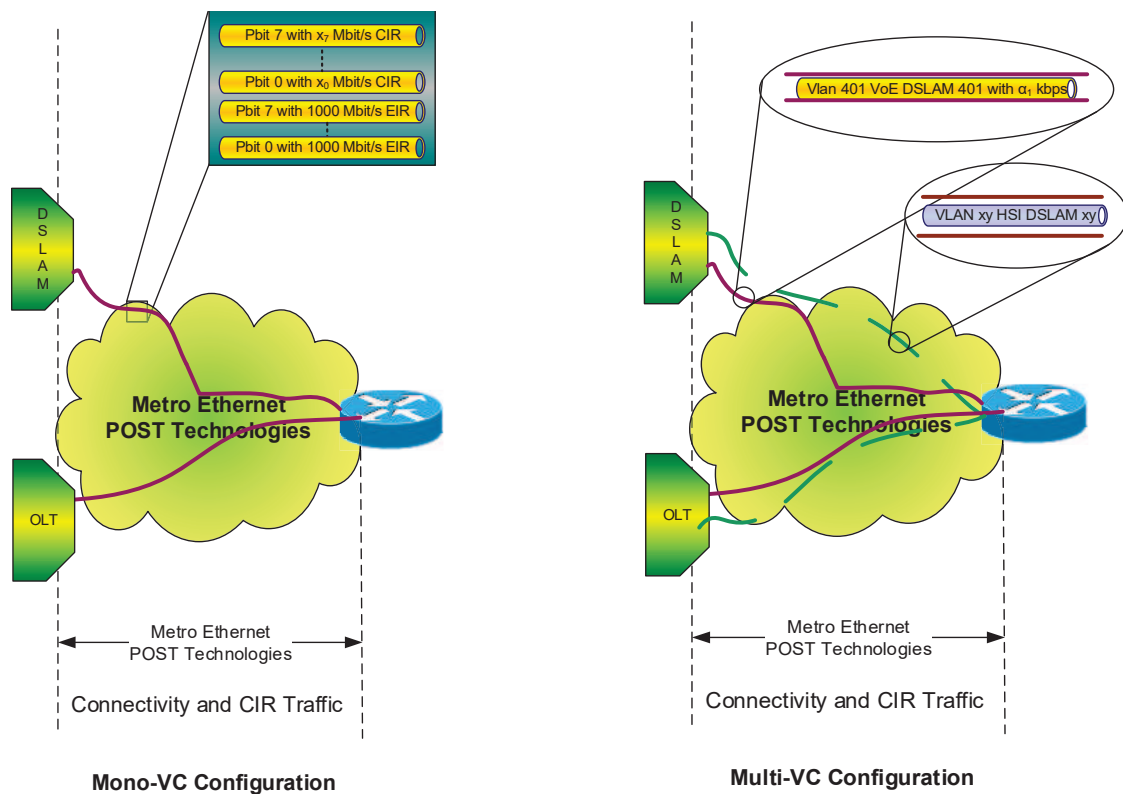 Pbit 7 with x₇ Mbit/s CIR
Pbit 0 with x₀ Mbit/s CIR
Pbit 7 with 1000 Mbit/s EIR
Pbit 0 with 1000 Mbit/s EIR
DSLAM
Metro Ethernet
POST Technologies
OLT
Metro Ethernet
POST Technologies
Connectivity and CIR Traffic
Mono-VC Configuration
Vlan 401 VoE DSLAM 401 with α₁ kbps
VLAN xy HSI DSLAM xy
DSLAM
Metro Ethernet
POST Technologies
OLT
Metro Ethernet
POST Technologies
Connectivity and CIR Traffic
Multi-VC Configuration